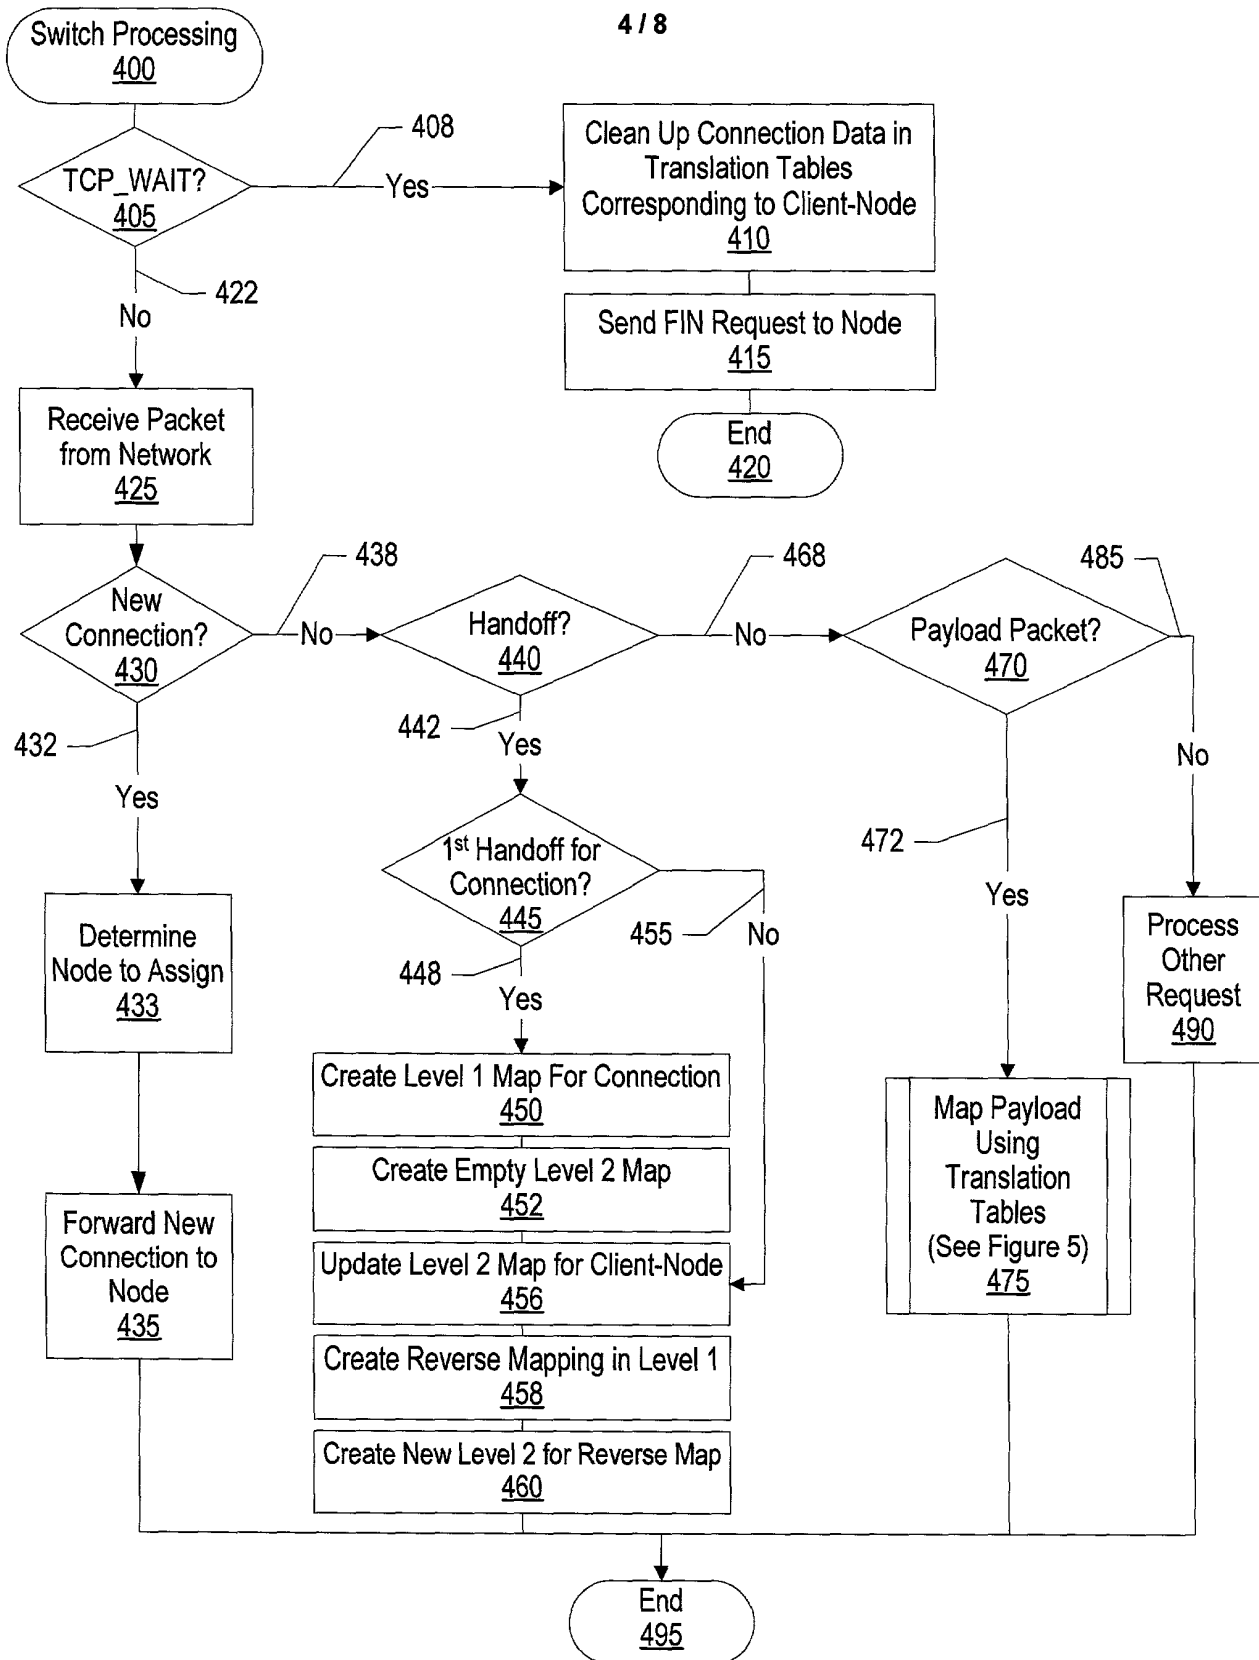 4 / 8
Switch Processing
400
TCP_WAIT?
405
408
Yes
Clean Up Connection Data in
Translation Tables
Corresponding to Client-Node
410
422
No
Send FIN Request to Node
415
End
420
Receive Packet
from Network
425
New
Connection?
430
438
No
Handoff?
440
468
No
Payload Packet?
470
485
No
432
Yes
442
Yes
1st Handoff for
Connection?
445
455
No
448
Yes
472
Yes
Determine
Node to Assign
433
Process
Other
Request
490
Create Level 1 Map For Connection
450
Create Empty Level 2 Map
452
Update Level 2 Map for Client-Node
456
Create Reverse Mapping in Level 1
458
Create New Level 2 for Reverse Map
460
Map Payload
Using
Translation
Tables
(See Figure 5)
475
Forward New
Connection to
Node
435
End
495